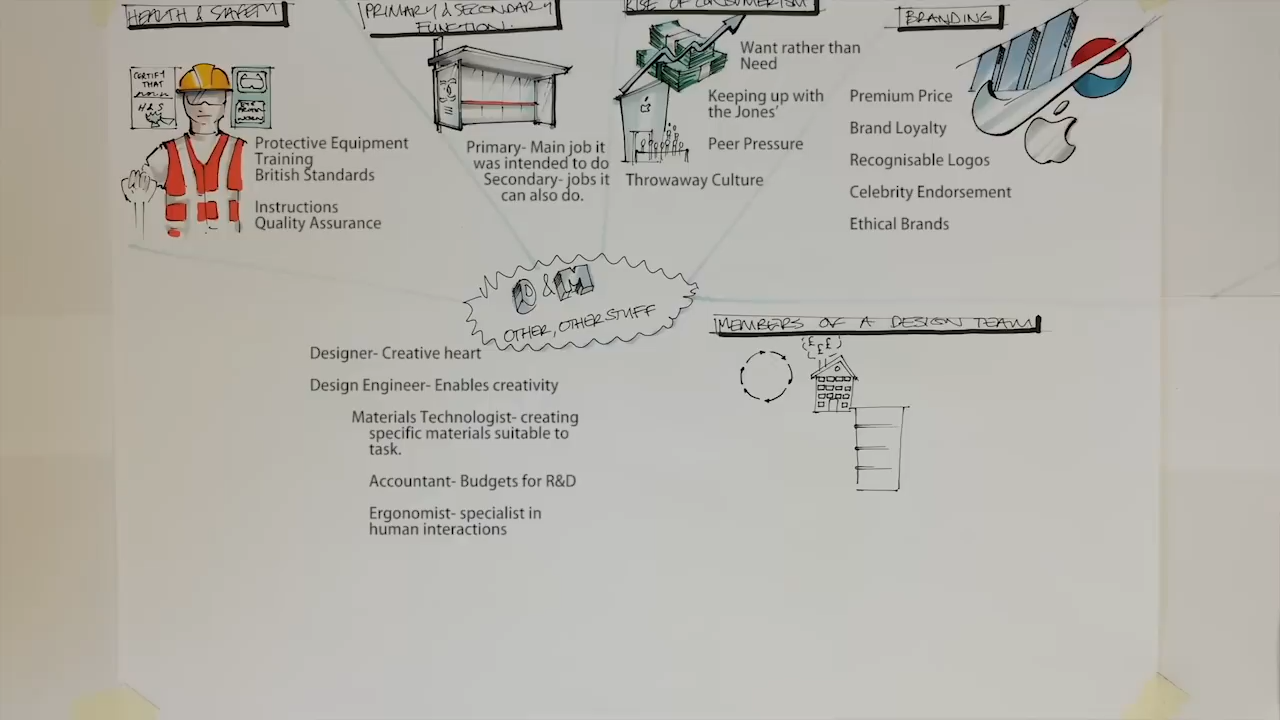 HEALTH & SAFETY
PRIMARY & SECONDARY
FUNCTION.
RISE OF CONSUMERISM
BRANDING
CERTIFY
THAT
H&S
Protective Equipment
Training
British Standards
Instructions
Quality Assurance
Primary- Main job it
was intended to do
Secondary- jobs it
can also do.
Want rather than
Need
Keeping up with
the Jones'
Peer Pressure
Throwaway Culture
Premium Price
Brand Loyalty
Recognisable Logos
Celebrity Endorsement
Ethical Brands
D & M
OTHER, OTHER STUFF
MEMBERS OF A DESIGN TEAM
£ £ £
Designer- Creative heart
Design Engineer- Enables creativity
Materials Technologist- creating
specific materials suitable to
task.
Accountant- Budgets for R&D
Ergonomist- specialist in
human interactions